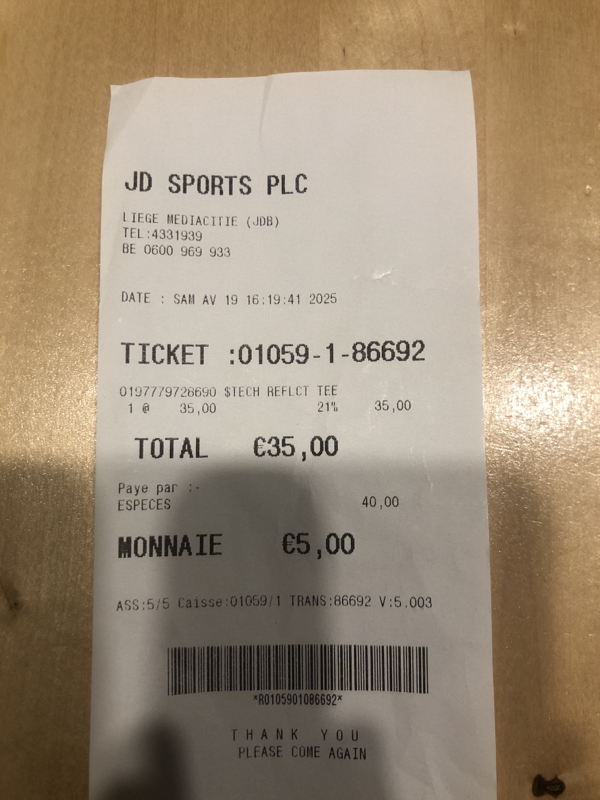 JD SPORTS PLC
LIEGE MEDIACITIE (JDB)
TEL:4331939
BE 0600 969 933
DATE : SAM AV 19 16:19:41 2025
TICKET :01059-1-86692
0197779728690 $TECH REFLCT TEE
1 @ 35,00 21% 35,00
TOTAL €35,00
Paye par :-
ESPECES 40,00
MONNAIE €5,00
ASS:5/5 Caisse:01059/1 TRANS:86692 V:5.003
*R0105901086692*
THANK YOU
PLEASE COME AGAIN